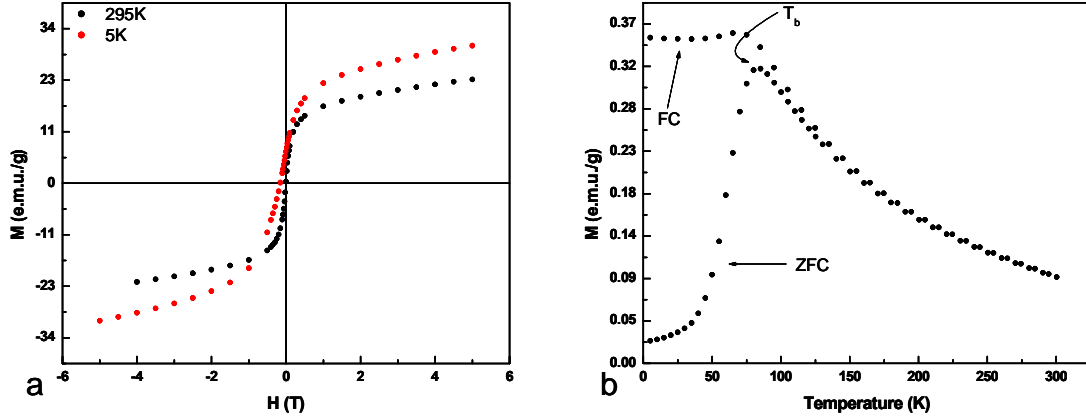 295K
5K
M (e.m.u./g)
34
23
11
0
-11
-23
-34
-6 -4 -2 0 2 4 6
H (T)
a
T_b
FC
ZFC
M (e.m.u./g)
0.37
0.32
0.28
0.23
0.18
0.14
0.09
0.05
0.00
0 50 100 150 200 250 300
Temperature (K)
b